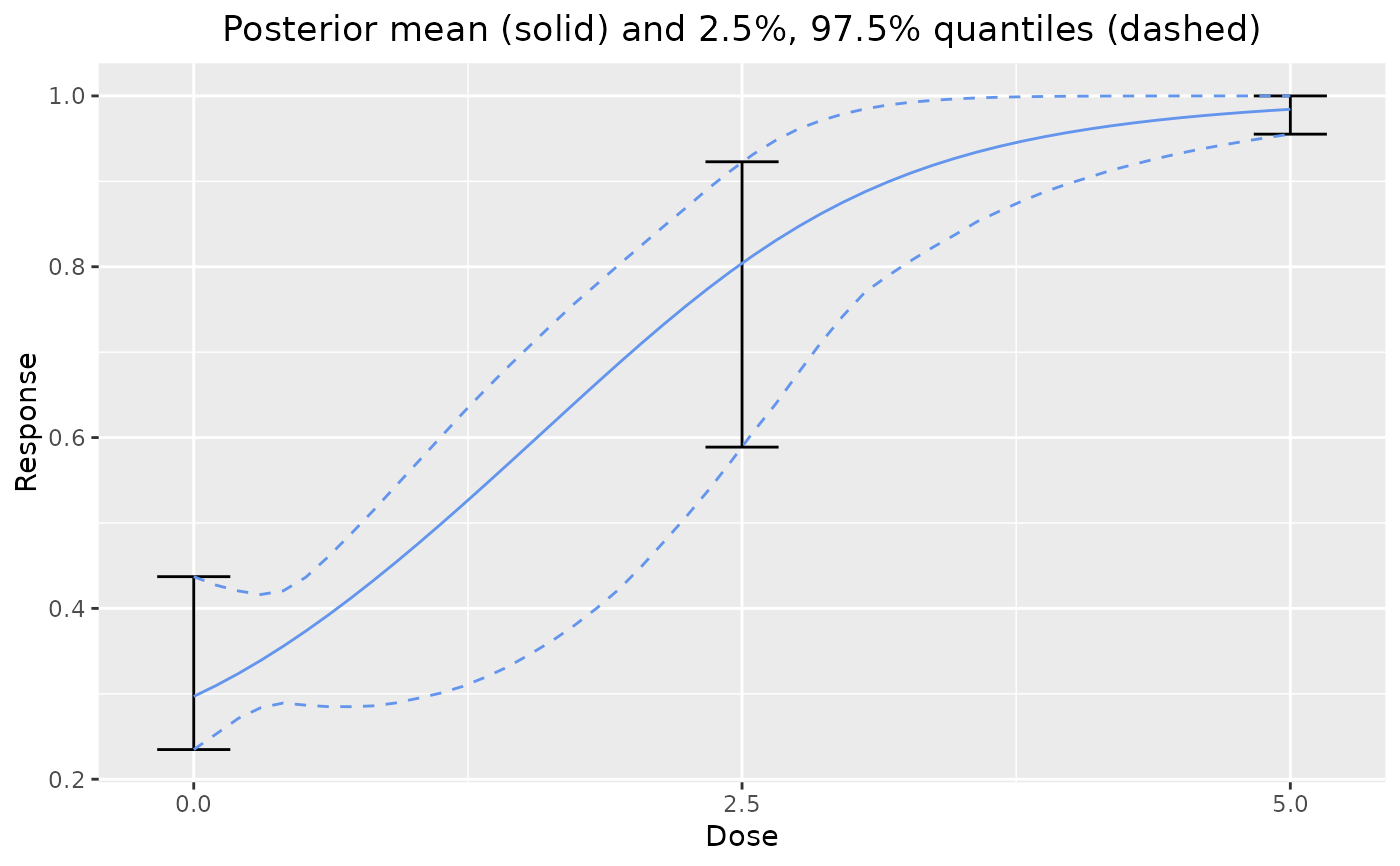 Posterior mean (solid) and 2.5%, 97.5% quantiles (dashed)
1.0
0.8
0.6
0.4
0.2
Response
0.0 2.5 5.0
Dose